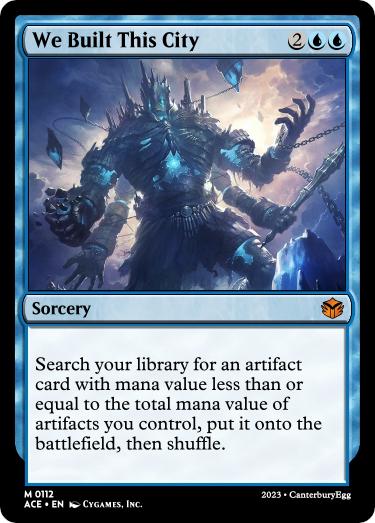 We Built This City 2
Sorcery
Search your library for an artifact
card with mana value less than or
equal to the total mana value of
artifacts you control, put it onto the
battlefield, then shuffle.
M 0112
ACE • EN CYGAMES, INC. 2023 • CanterburyEgg